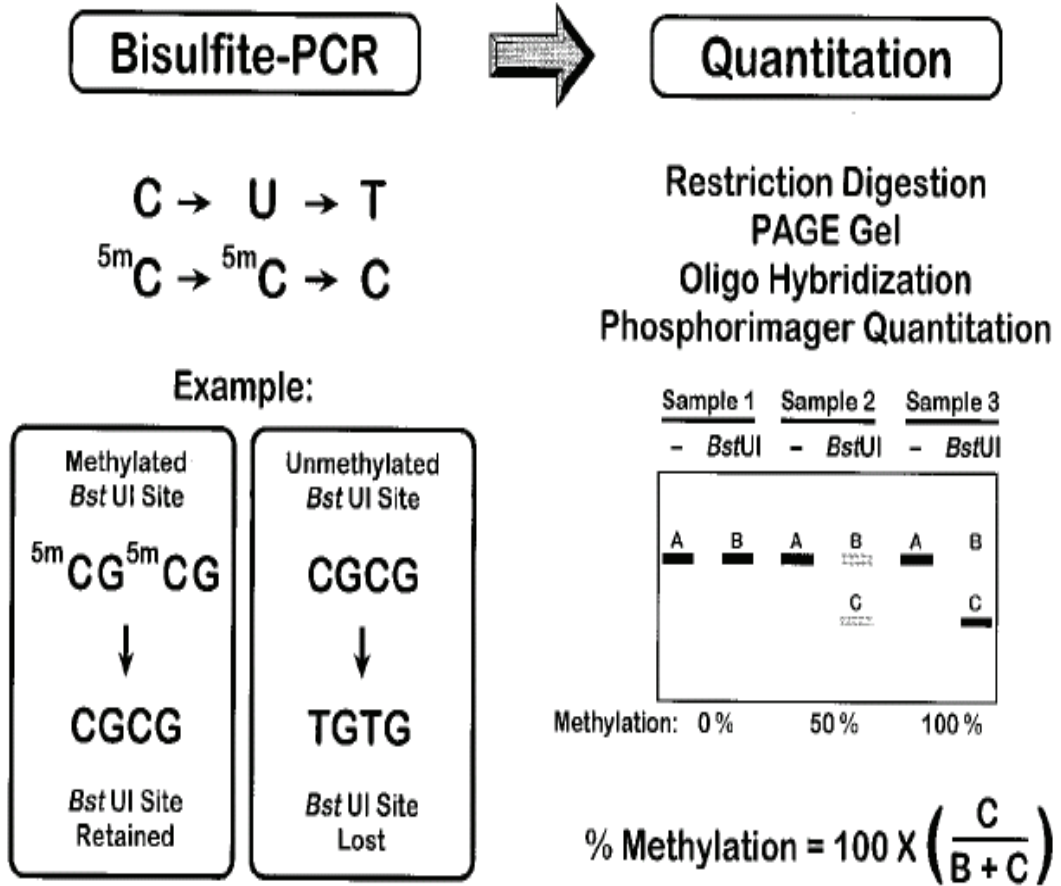 Bisulfite-PCR
Quantitation
C → U → T
5mC → 5mC → C
Example:
Methylated
Bst UI Site
5mCG5mCG
↓
CGCG
Bst UI Site
Retained
Unmethylated
Bst UI Site
CGCG
↓
TGTG
Bst UI Site
Lost
Restriction Digestion
PAGE Gel
Oligo Hybridization
Phosphorimager Quantitation
Sample 1 Sample 2 Sample 3
– BstUI – BstUI – BstUI
A B A B A B
C C
Methylation: 0 % 50 % 100 %
% Methylation = 100 X (C / B + C)